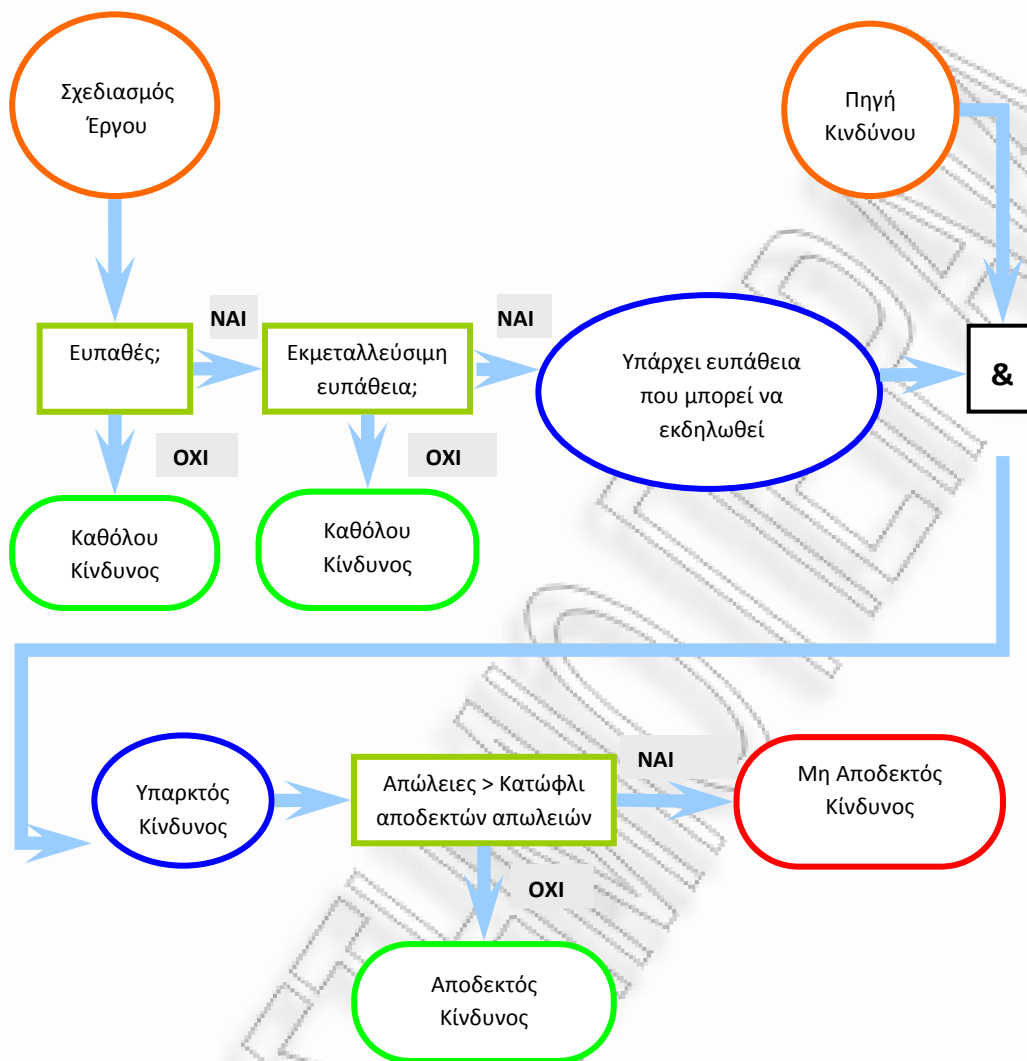 Σχεδιασμός
Έργου
Πηγή
Κινδύνου
ΝΑΙ
ΝΑΙ
Ευπαθές;
Εκμεταλλεύσιμη
ευπάθεια;
Υπάρχει ευπάθεια
που μπορεί να
εκδηλωθεί
&
ΟΧΙ
ΟΧΙ
Καθόλου
Κίνδυνος
Καθόλου
Κίνδυνος
Υπαρκτός
Κίνδυνος
Απώλειες > Κατώφλι
αποδεκτών απωλειών
ΝΑΙ
Μη Αποδεκτός
Κίνδυνος
ΟΧΙ
Αποδεκτός
Κίνδυνος